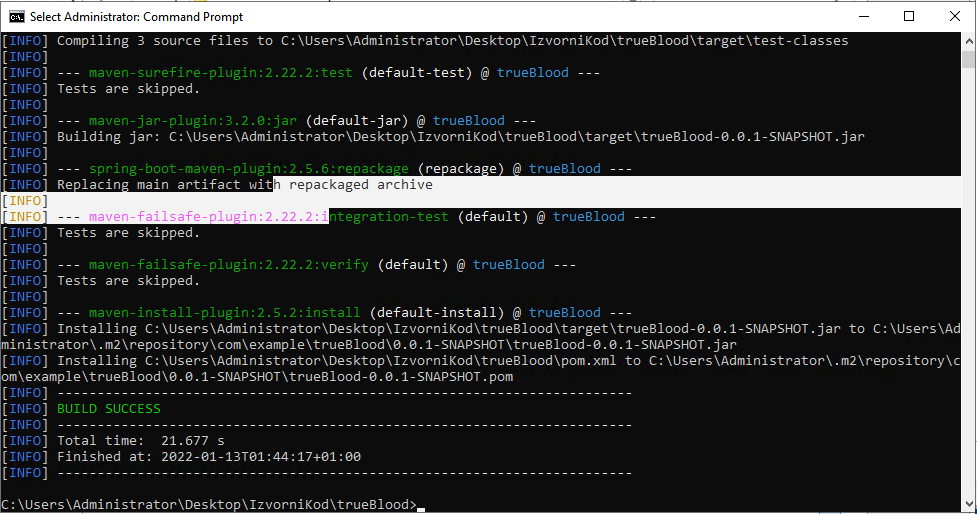 Select Administrator: Command Prompt
[INFO] Compiling 3 source files to C:\Users\Administrator\Desktop\IzvorniKod\trueBlood\target\test-classes
[INFO]
[INFO] --- maven-surefire-plugin:2.22.2:test (default-test) @ trueBlood ---
[INFO] Tests are skipped.
[INFO]
[INFO] --- maven-jar-plugin:3.2.0:jar (default-jar) @ trueBlood ---
[INFO] Building jar: C:\Users\Administrator\Desktop\IzvorniKod\trueBlood\target\trueBlood-0.0.1-SNAPSHOT.jar
[INFO]
[INFO] --- spring-boot-maven-plugin:2.5.6:repackage (repackage) @ trueBlood ---
[INFO] Replacing main artifact with repackaged archive
[INFO]
[INFO] --- maven-failsafe-plugin:2.22.2:integration-test (default) @ trueBlood ---
[INFO] Tests are skipped.
[INFO]
[INFO] --- maven-failsafe-plugin:2.22.2:verify (default) @ trueBlood ---
[INFO] Tests are skipped.
[INFO]
[INFO] --- maven-install-plugin:2.5.2:install (default-install) @ trueBlood ---
[INFO] Installing C:\Users\Administrator\Desktop\IzvorniKod\trueBlood\target\trueBlood-0.0.1-SNAPSHOT.jar to C:\Users\Ad
ministrator\.m2\repository\com\example\trueBlood\0.0.1-SNAPSHOT\trueBlood-0.0.1-SNAPSHOT.jar
[INFO] Installing C:\Users\Administrator\Desktop\IzvorniKod\trueBlood\pom.xml to C:\Users\Administrator\.m2\repository\c
om\example\trueBlood\0.0.1-SNAPSHOT\trueBlood-0.0.1-SNAPSHOT.pom
[INFO] ------------------------------------------------------------------------
[INFO] BUILD SUCCESS
[INFO] ------------------------------------------------------------------------
[INFO] Total time:  21.677 s
[INFO] Finished at: 2022-01-13T01:44:17+01:00
[INFO] ------------------------------------------------------------------------
C:\Users\Administrator\Desktop\IzvorniKod\trueBlood>